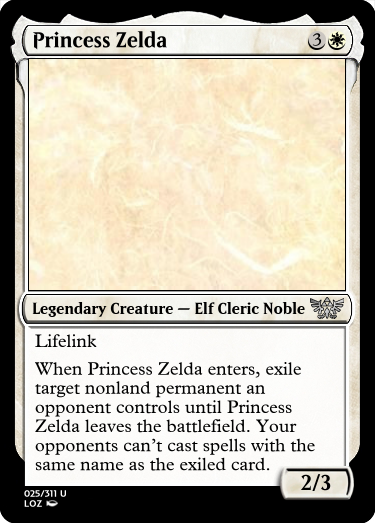 Princess Zelda 3
Legendary Creature — Elf Cleric Noble
Lifelink
When Princess Zelda enters, exile
target nonland permanent an
opponent controls until Princess
Zelda leaves the battlefield. Your
opponents can't cast spells with the
same name as the exiled card.
2/3
025/311 U
LOZ